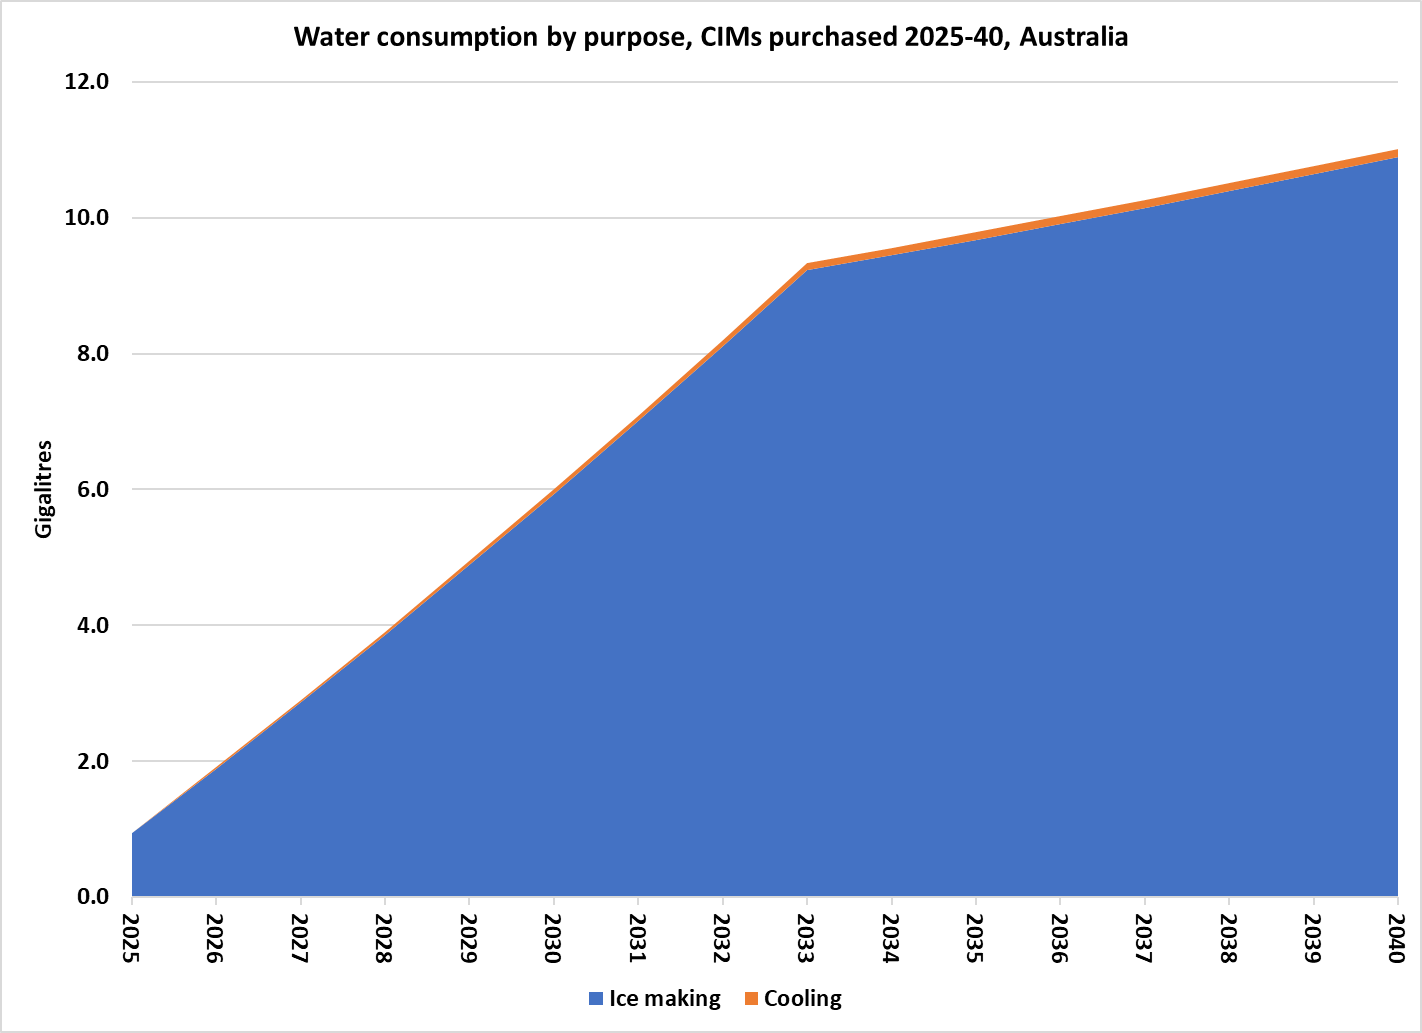 Water consumption by purpose, CIMs purchased 2025-40, Australia
12.0
10.0
8.0
6.0
4.0
2.0
0.0
Gigalitres
2025 2026 2027 2028 2029 2030 2031 2032 2033 2034 2035 2036 2037 2038 2039 2040
Ice making Cooling